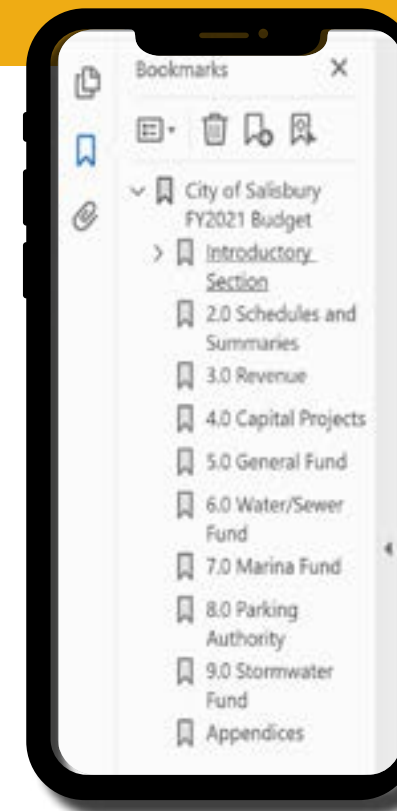 Bookmarks
City of Salisbury
FY2021 Budget
Introductory
Section
2.0 Schedules and
Summaries
3.0 Revenue
4.0 Capital Projects
5.0 General Fund
6.0 Water/Sewer
Fund
7.0 Marina Fund
8.0 Parking
Authority
9.0 Stormwater
Fund
Appendices